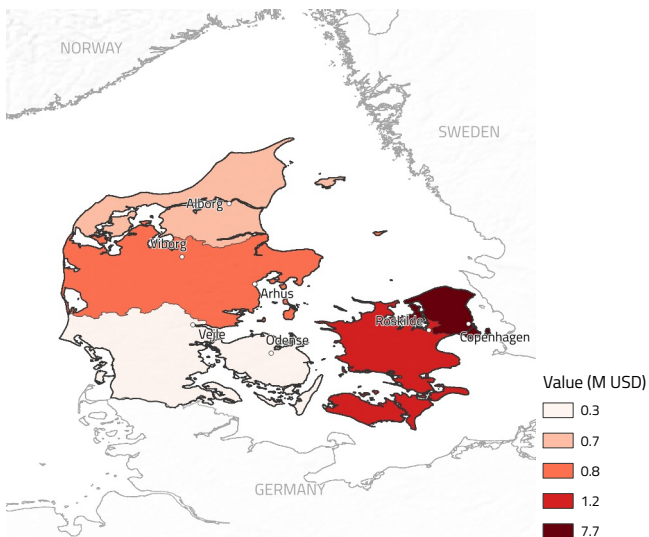 NORWAY
SWEDEN
Alborg
Viborg
Arhus
Roskilde
Vejle
Odense
Copenhagen
Value (M USD)
0.3
0.7
0.8
1.2
GERMANY
7.7